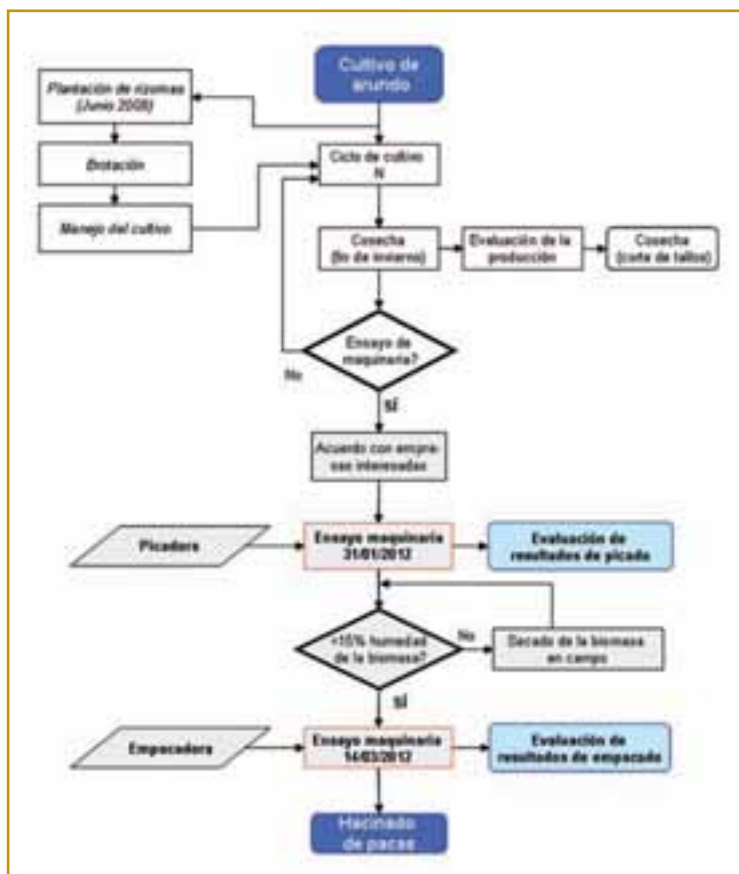 Cultivo de
arundo
Plantación de rizomas
(Junio 2008)
Brotación
Manejo del cultivo
Ciclo de cultivo
N
Cosecha
(fin de invierno)
Evaluación de la
producción
Cosecha
(corte de tallos)
Ensayo de
maquinaria?
No
SÍ
Acuerdo con empre-
sas interesadas
Picadora
Ensayo maquinaria
31/01/2012
Evaluación de
resultados de picado
<15% humedad
de la biomasa?
No
Secado de la biomasa
en campo
SÍ
Empacadora
Ensayo maquinaria
14/03/2012
Evaluación de
resultados de empacado
Hacinado
de pacas